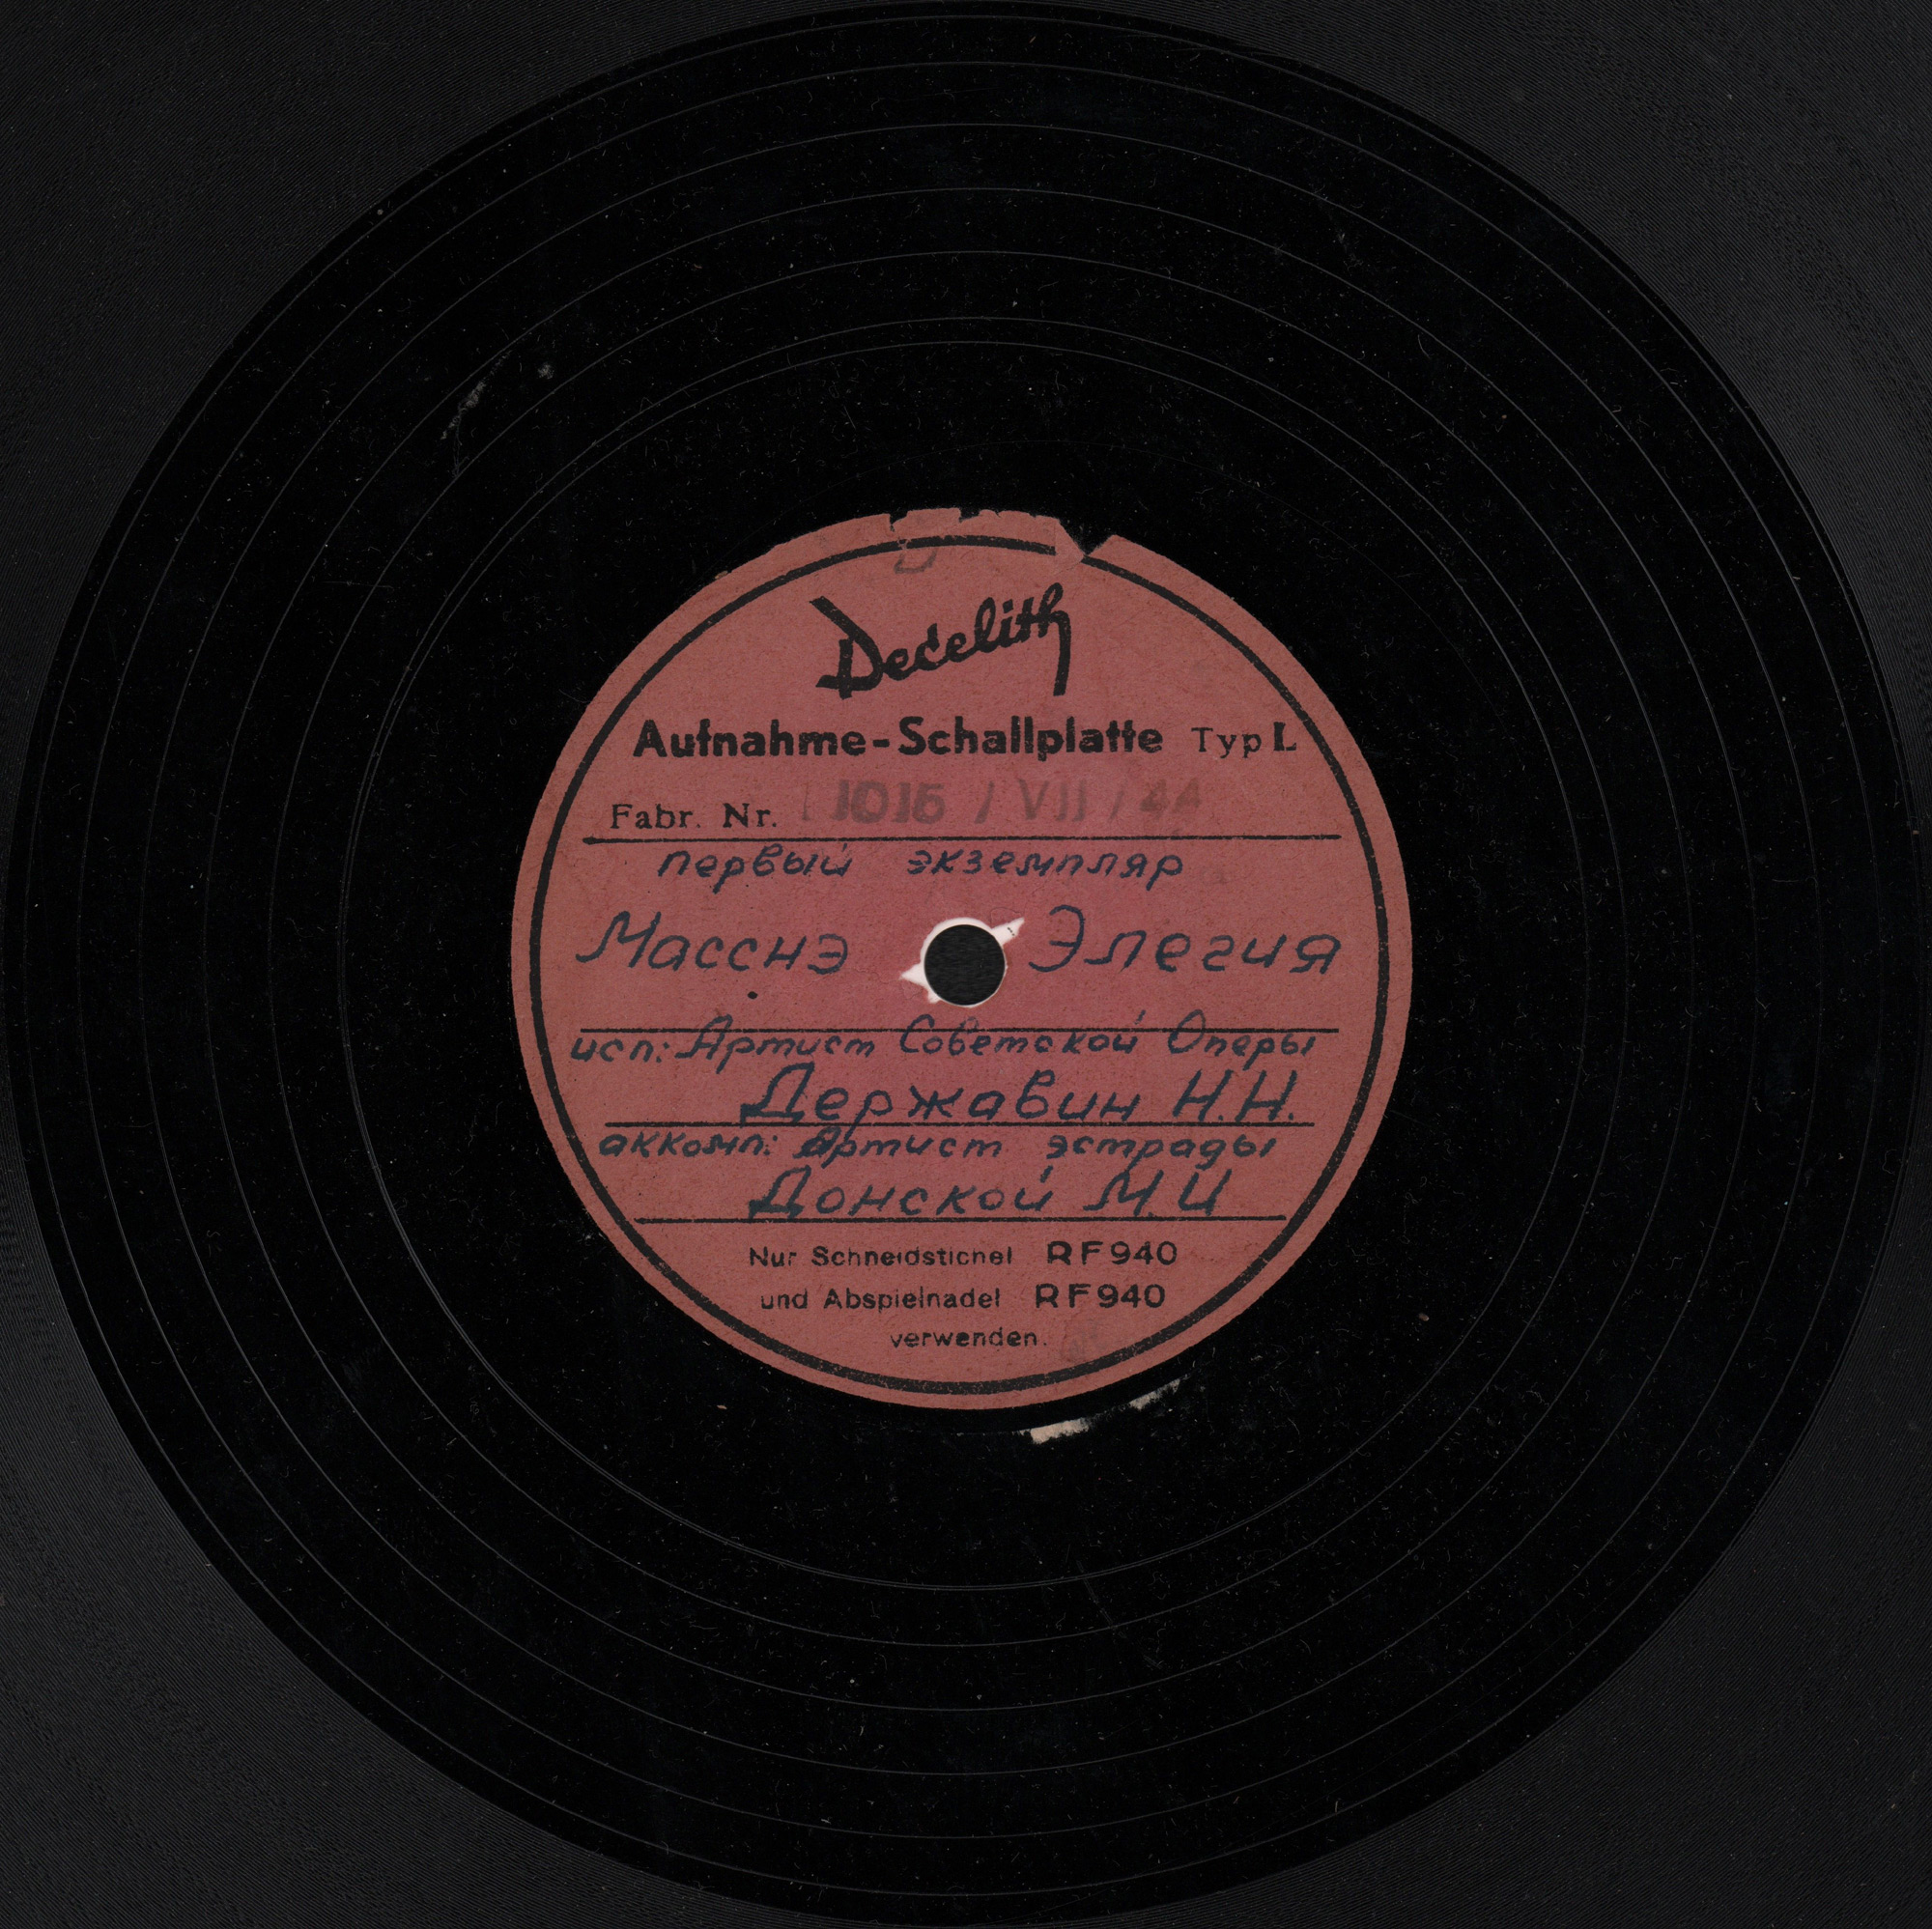 Decelith
Aufnahme-Schallplatte Typ L
Fabr. Nr. 1016 / VII / 44
первый экземпляр
Масснэ Элегия
исп: Артист Советской Оперы
Державин Н.Н.
аккомп: Артист эстрады
Донской М.И
Nur Schneidstichel RF940
und Abspielnadel RF940
verwenden.